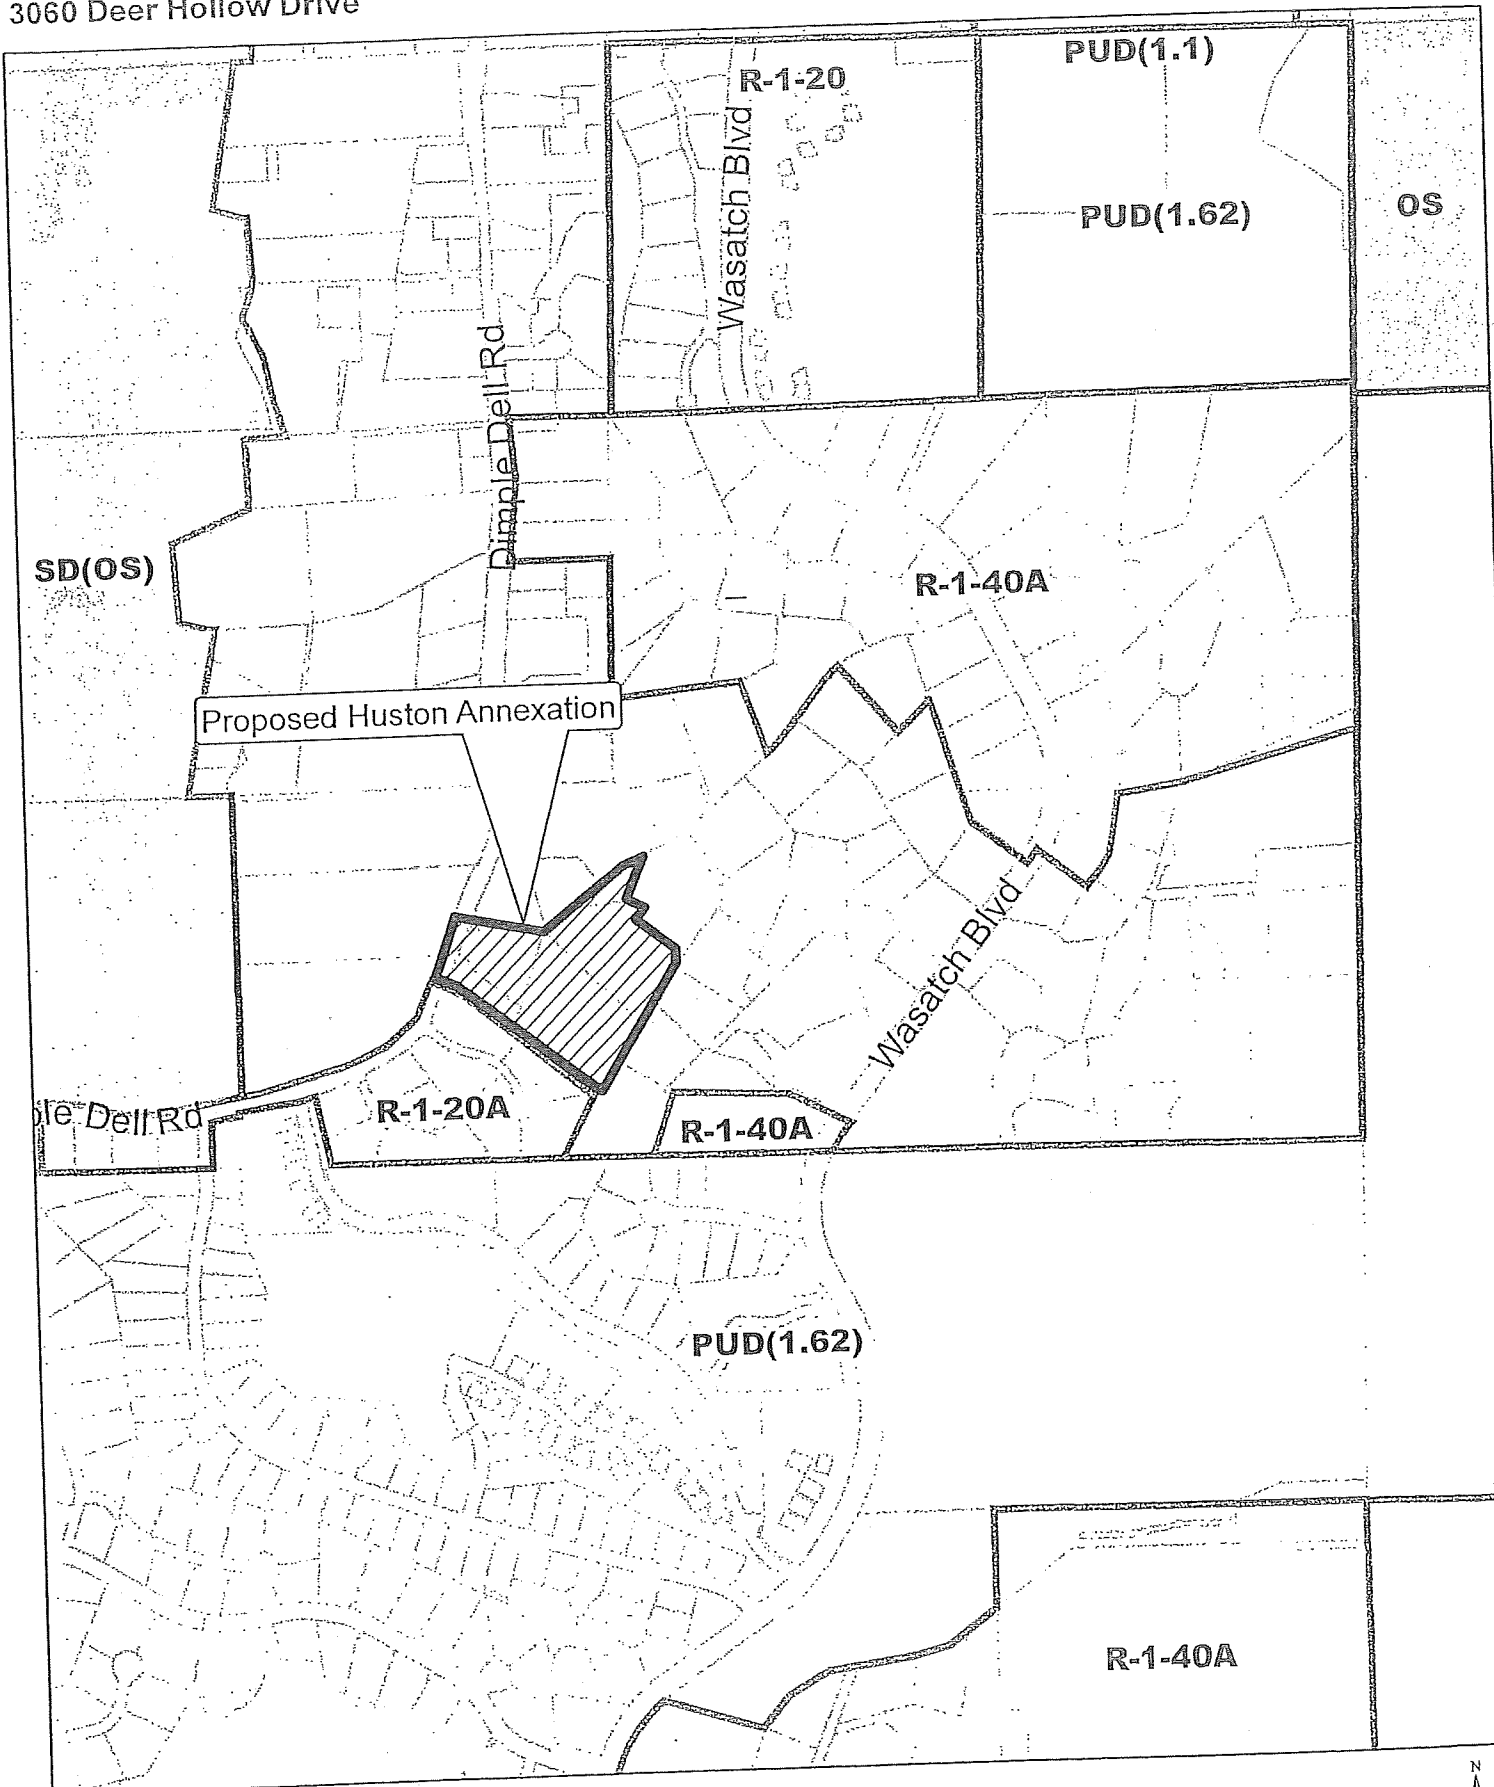 3060 Deer Hollow Drive
PUD(1.1)
R-1-20
Wasatch Blvd
PUD(1.62)
OS
Dimple Dell Rd
SD(OS)
R-1-40A
Proposed Huston Annexation
Wasatch Blvd
ple Dell Rd
R-1-20A
R-1-40A
PUD(1.62)
R-1-40A
N